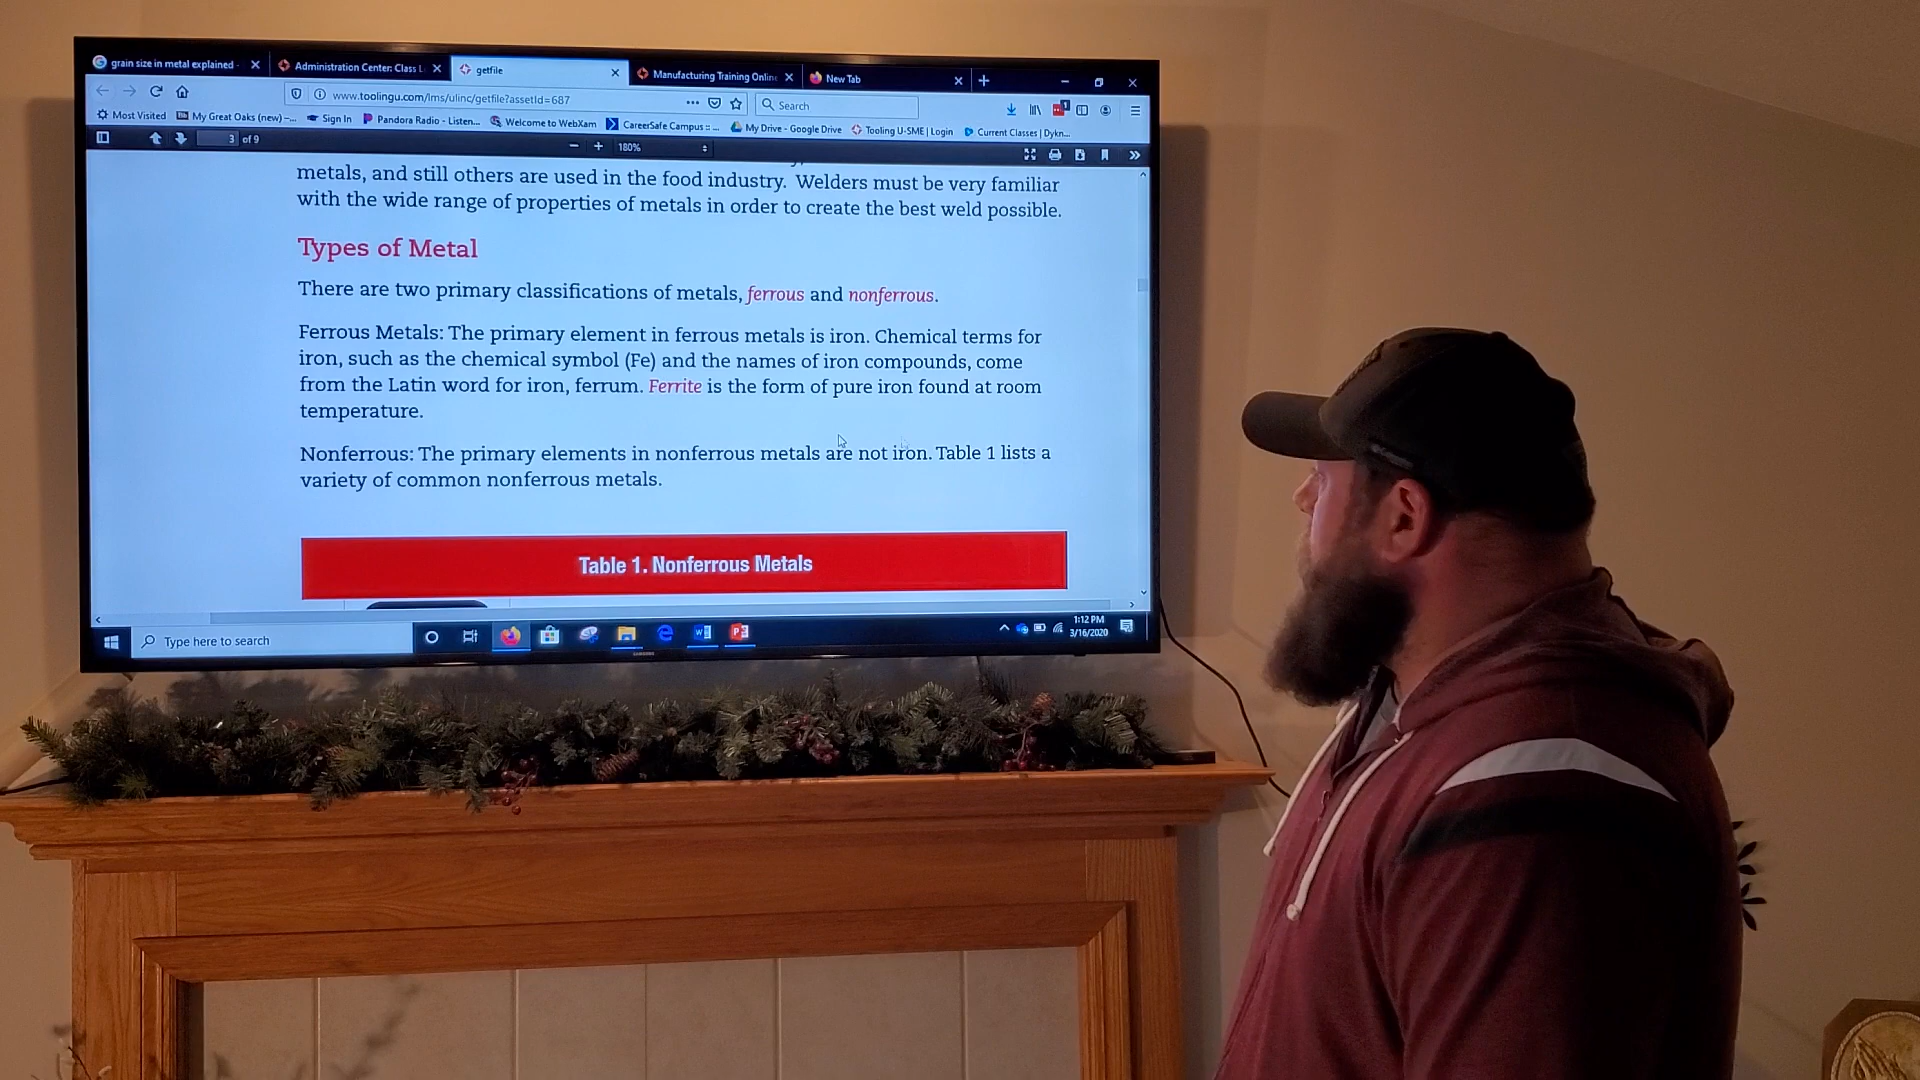 grain size in metal explained -
Administration Center: Class L
getfile
Manufacturing Training Online
New Tab
www.toolingu.com/lms/ulinc/getfile?assetId=687
Search
Most Visited
My Great Oaks (new) –...
Sign In
Pandora Radio - Listen...
Welcome to WebXam
CareerSafe Campus :: ...
My Drive - Google Drive
Tooling U-SME | Login
Current Classes | Dykn...
3 of 9
180%
metals, and still others are used in the food industry. Welders must be very familiar
with the wide range of properties of metals in order to create the best weld possible.
Types of Metal
There are two primary classifications of metals, ferrous and nonferrous.
Ferrous Metals: The primary element in ferrous metals is iron. Chemical terms for
iron, such as the chemical symbol (Fe) and the names of iron compounds, come
from the Latin word for iron, ferrum. Ferrite is the form of pure iron found at room
temperature.
Nonferrous: The primary elements in nonferrous metals are not iron. Table 1 lists a
variety of common nonferrous metals.
Table 1. Nonferrous Metals
Type here to search
1:12 PM
3/16/2020
SAMSUNG